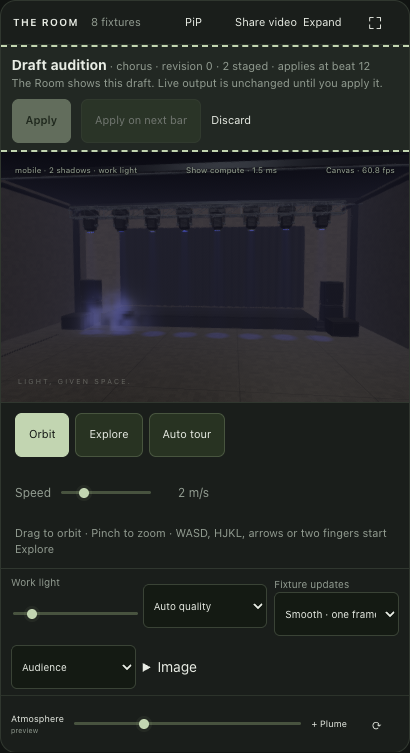 THE ROOM 8 fixtures PiP Share video Expand
Draft audition · chorus · revision 0 · 2 staged · applies at beat 12
The Room shows this draft. Live output is unchanged until you apply it.
Apply Apply on next bar Discard
mobile · 2 shadows · work light Show compute · 1.5 ms Canvas · 60.8 fps
LIGHT, GIVEN SPACE.
Orbit Explore Auto tour
Speed 2 m/s
Drag to orbit · Pinch to zoom · WASD, HJKL, arrows or two fingers start
Explore
Work light Fixture updates
Auto quality Smooth · one frame
Audience Image
Atmosphere
preview
+ Plume